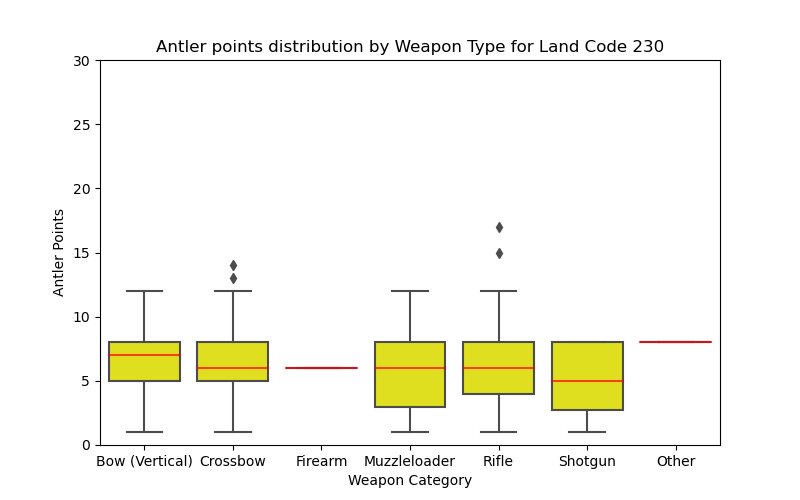 Antler points distribution by Weapon Type for Land Code 230
30
25
20
15
10
5
0
Antler Points
Bow (Vertical) Crossbow Firearm Muzzleloader Rifle Shotgun Other
Weapon Category